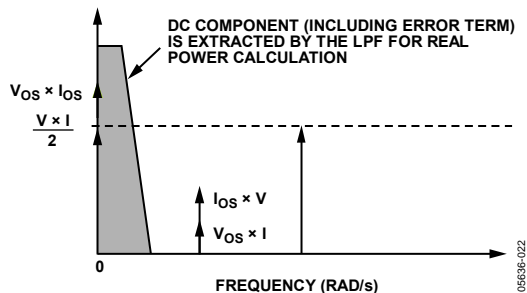 DC COMPONENT (INCLUDING ERROR TERM)
IS EXTRACTED BY THE LPF FOR REAL
POWER CALCULATION
VOS × IOS
V × I
2
IOS × V
VOS × I
0
FREQUENCY (RAD/s)
05636-022